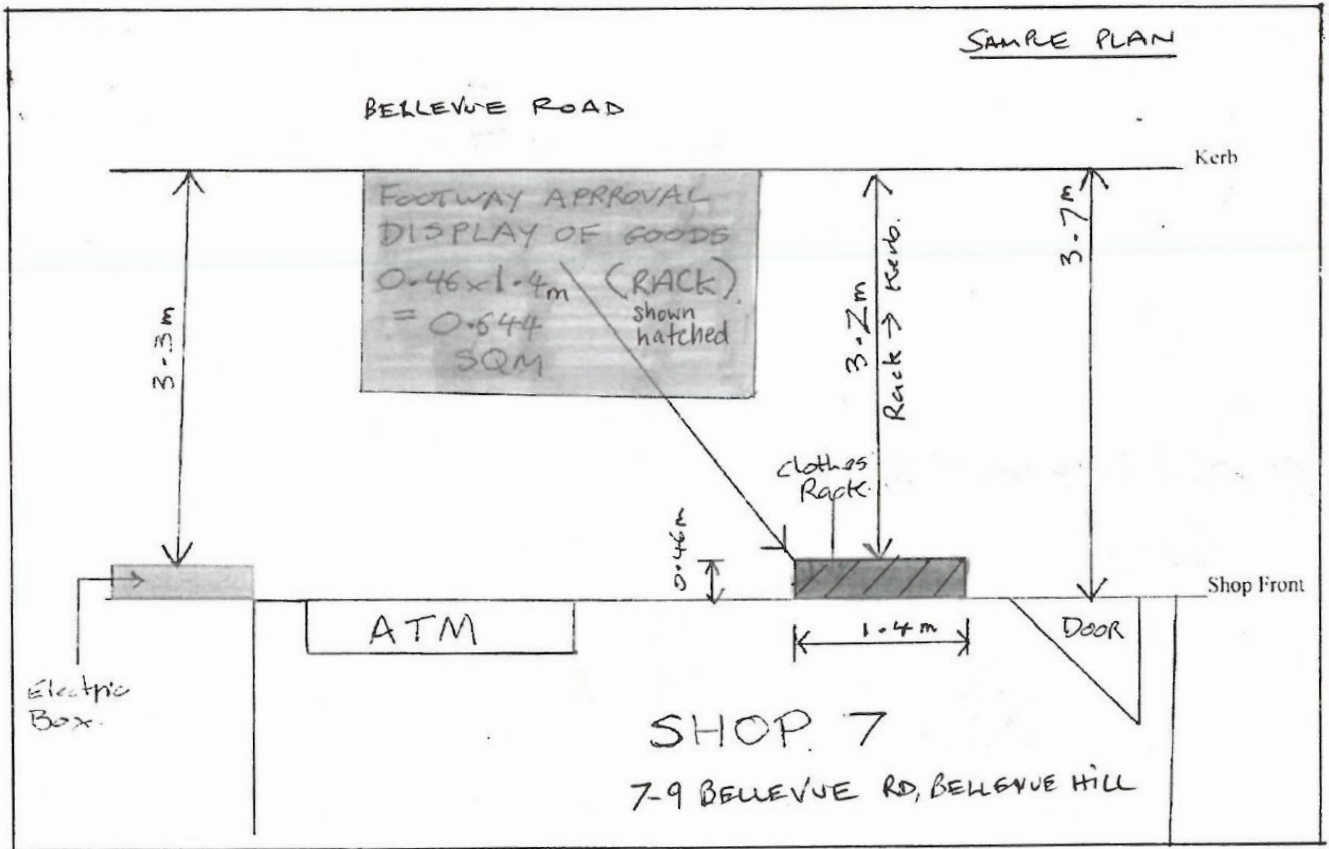 SAMPLE PLAN
BELLEVUE ROAD
Kerb
FOOTWAY APRROVAL
DISPLAY OF GOODS
0.46x1.4m (RACK)
= 0.644 shown
SQM hatched
3.3m
3.2m
Rack → Kerb.
3.7m
Clothes
Rack.
0.46m
Shop Front
ATM
1.4m
DOOR
Electric
Box.
SHOP. 7
7-9 BELLEVUE RD, BELLEVUE HILL